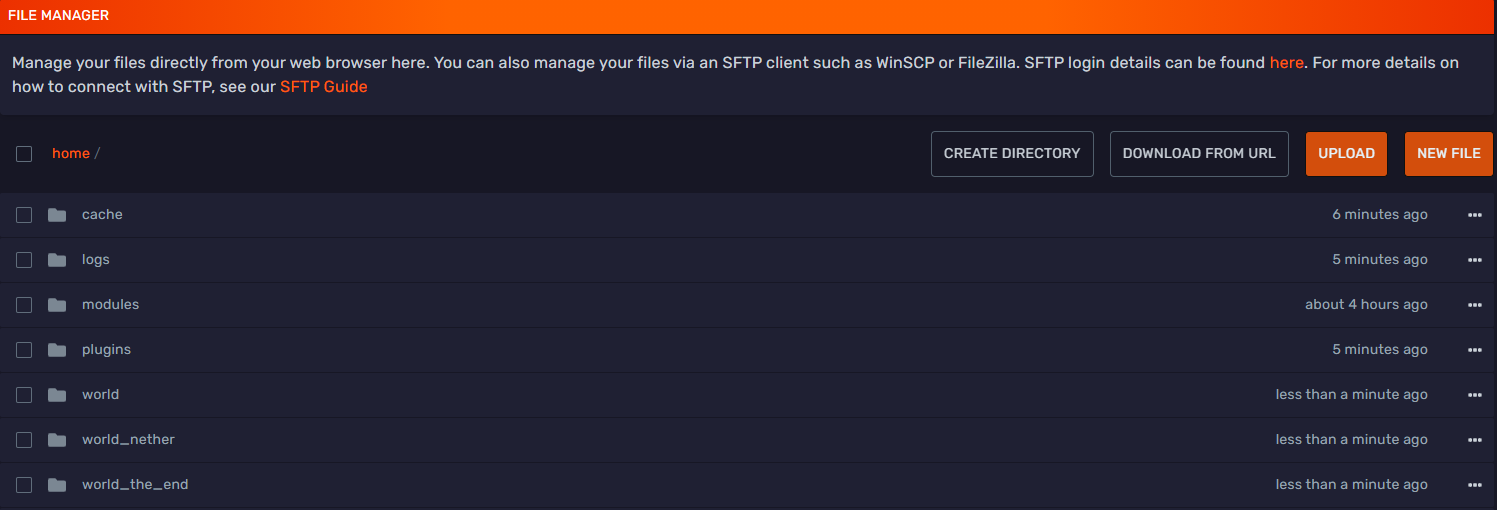 FILE MANAGER
Manage your files directly from your web browser here. You can also manage your files via an SFTP client such as WinSCP or FileZilla. SFTP login details can be found here. For more details on
how to connect with SFTP, see our SFTP Guide
home / CREATE DIRECTORY DOWNLOAD FROM URL UPLOAD NEW FILE
cache 6 minutes ago
logs 5 minutes ago
modules about 4 hours ago
plugins 5 minutes ago
world less than a minute ago
world_nether less than a minute ago
world_the_end less than a minute ago